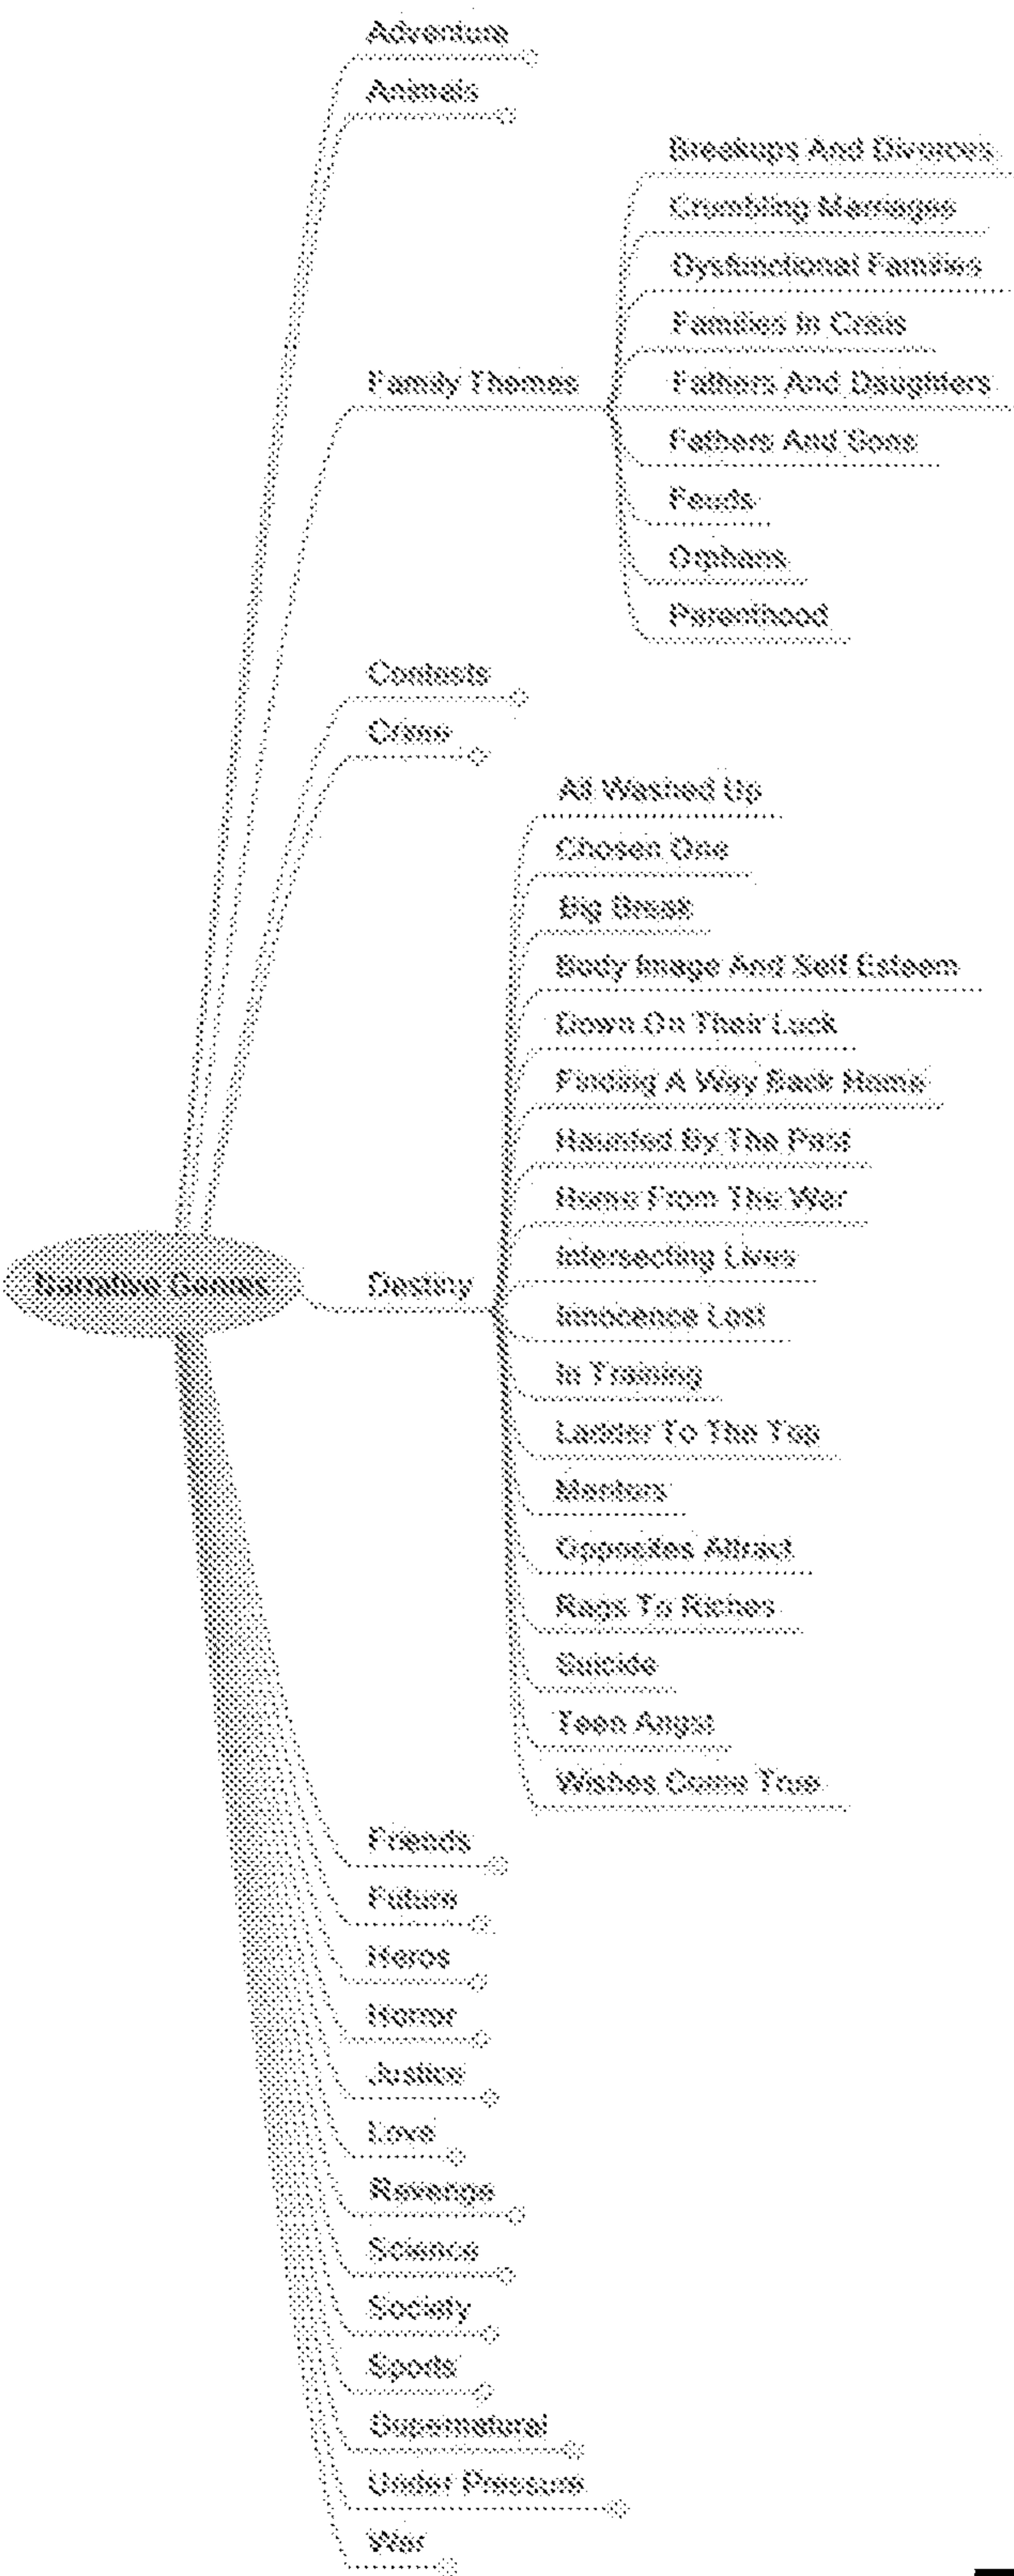 Adventure
Animals
Breakups And Divorces
Crumbling Marriages
Dysfunctional Families
Families In Crisis
Family Themes
Fathers And Daughters
Fathers And Sons
Feuds
Orphans
Parenthood
Contests
Crime
All Washed Up
Chosen One
Big Break
Body Image And Self Esteem
Down On Their Luck
Finding A Way Back Home
Haunted By The Past
Home From The War
Intersecting Lives
Narrative Genres
Destiny
Innocence Lost
In Training
Ladder To The Top
Mentors
Opposites Attract
Rags To Riches
Suicide
Teen Angst
Wishes Come True
Friends
Future
Heros
Horror
Justice
Love
Revenge
Science
Society
Sports
Supernatural
Under Pressure
War